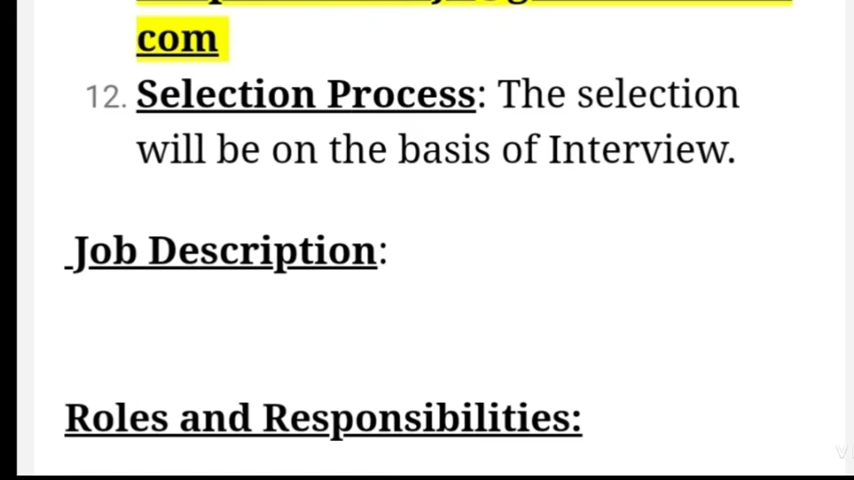 com
12. Selection Process: The selection
will be on the basis of Interview.
Job Description:
Roles and Responsibilities:
V